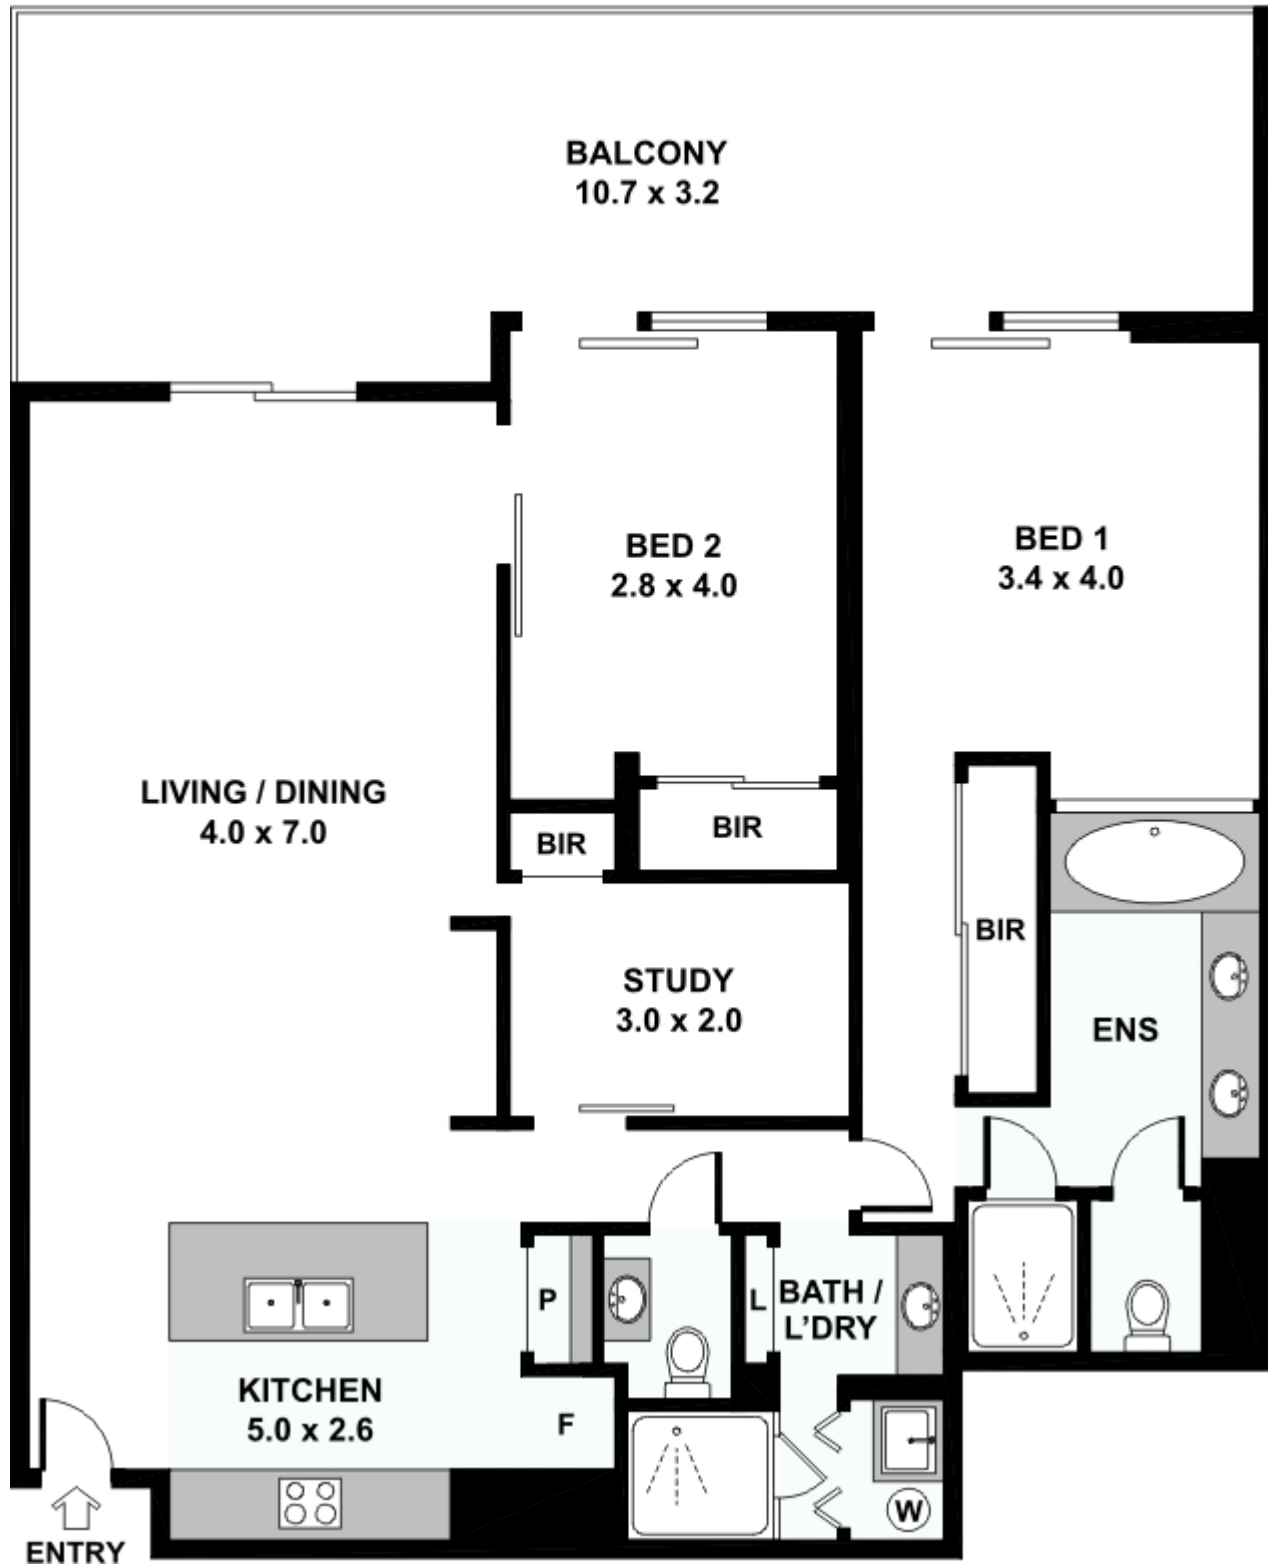 BALCONY
10.7 x 3.2
BED 2
2.8 x 4.0
BED 1
3.4 x 4.0
LIVING / DINING
4.0 x 7.0
BIR
BIR
BIR
STUDY
3.0 x 2.0
ENS
P
L
BATH /
L'DRY
KITCHEN
5.0 x 2.6
F
W
ENTRY